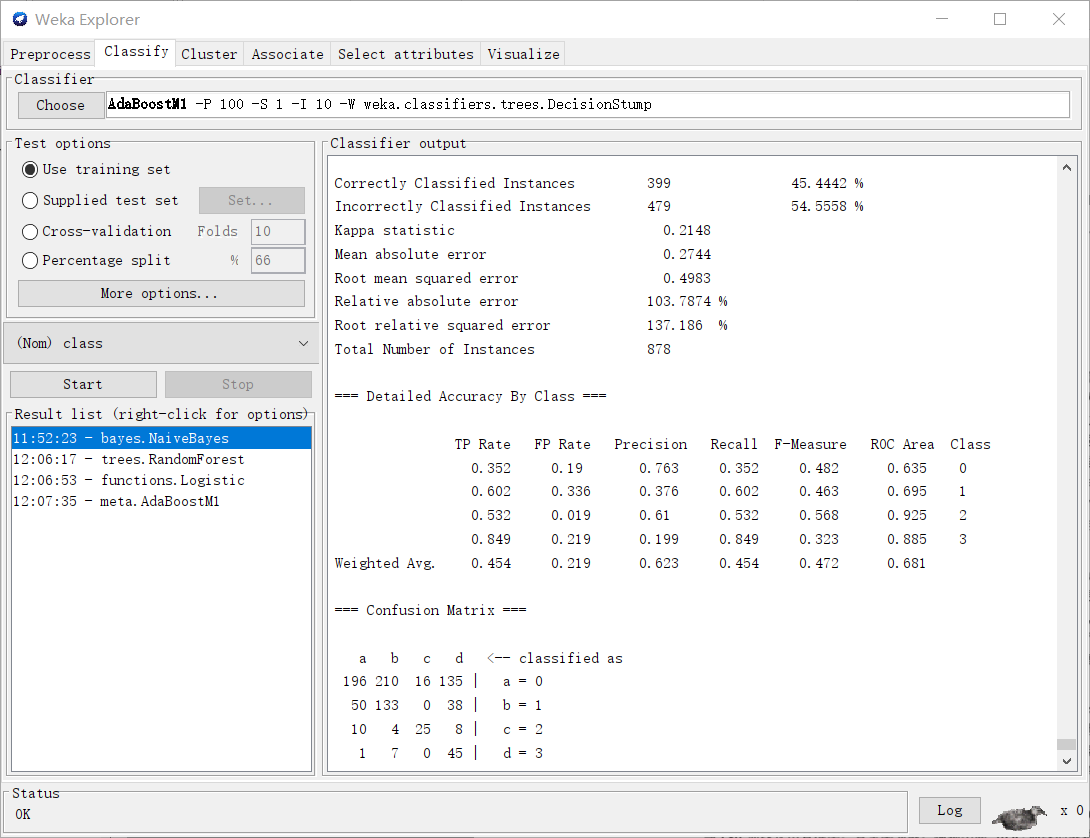 Weka Explorer
Preprocess Classify Cluster Associate Select attributes Visualize
Classifier
Choose AdaBoostM1 -P 100 -S 1 -I 10 -W weka.classifiers.trees.DecisionStump
Test options
Use training set
Supplied test set Set...
Cross-validation Folds 10
Percentage split % 66
More options...
(Nom) class
Start Stop
Result list (right-click for options)
11:52:23 - bayes.NaiveBayes
12:06:17 - trees.RandomForest
12:06:53 - functions.Logistic
12:07:35 - meta.AdaBoostM1
Classifier output
Correctly Classified Instances 399 45.4442 %
Incorrectly Classified Instances 479 54.5558 %
Kappa statistic 0.2148
Mean absolute error 0.2744
Root mean squared error 0.4983
Relative absolute error 103.7874 %
Root relative squared error 137.186 %
Total Number of Instances 878
=== Detailed Accuracy By Class ===
TP Rate FP Rate Precision Recall F-Measure ROC Area Class
0.352 0.19 0.763 0.352 0.482 0.635 0
0.602 0.336 0.376 0.602 0.463 0.695 1
0.532 0.019 0.61 0.532 0.568 0.925 2
0.849 0.219 0.199 0.849 0.323 0.885 3
Weighted Avg. 0.454 0.219 0.623 0.454 0.472 0.681
=== Confusion Matrix ===
a b c d <-- classified as
196 210 16 135 | a = 0
50 133 0 38 | b = 1
10 4 25 8 | c = 2
1 7 0 45 | d = 3
Status
OK
Log x 0